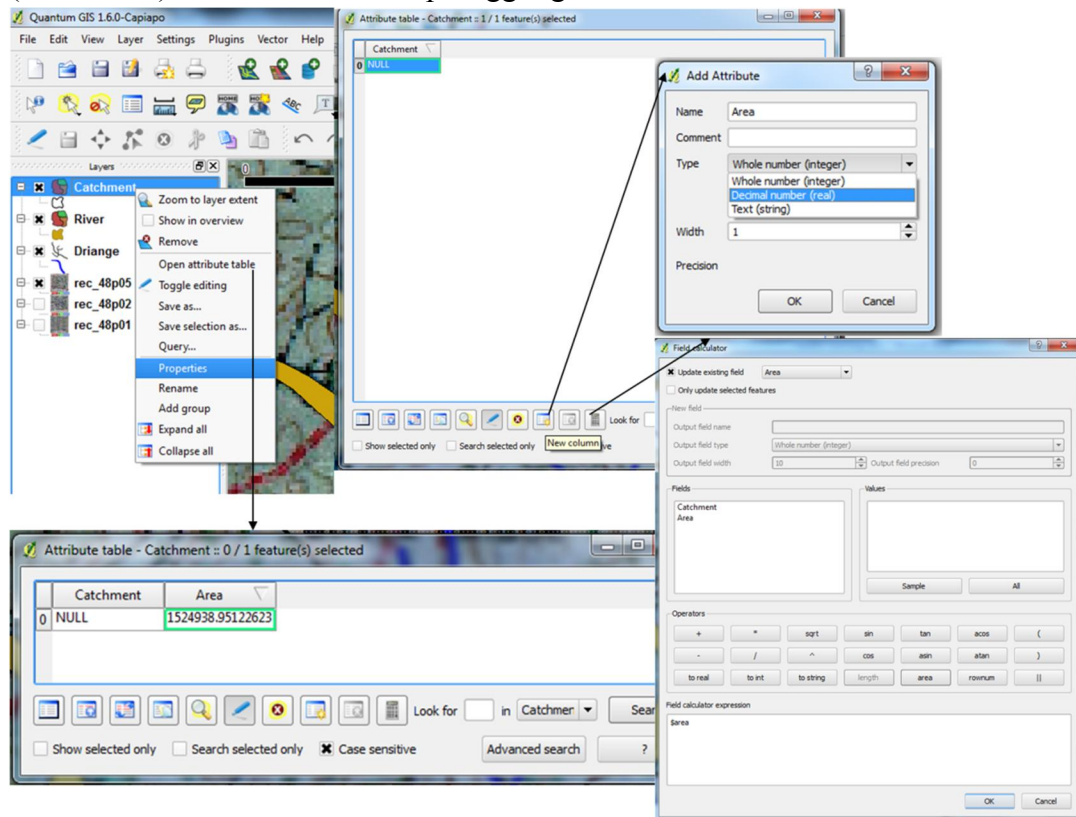 Quantum GIS 1.6.0-Capiapo
File Edit View Layer Settings Plugins Vector Help
Layers
Catchment
River
Driange
rec_48p05
rec_48p02
rec_48p01
0
Zoom to layer extent
Show in overview
Remove
Open attribute table
Toggle editing
Save as...
Save selection as...
Query...
Properties
Rename
Add group
Expand all
Collapse all
Attribute table - Catchment :: 1 / 1 feature(s) selected
Catchment
0 NULL
Look for
Show selected only Search selected only
New column
Add Attribute
Name Area
Comment
Type Whole number (integer)
Whole number (integer)
Decimal number (real)
Text (string)
Width 1
Precision
OK Cancel
Attribute table - Catchment :: 0 / 1 feature(s) selected
Catchment Area
0 NULL 1524938.95122623
Look for in Catchmer
Show selected only Search selected only Case sensitive Advanced search ?
Field calculator
Update existing field Area
Only update selected features
New field
Output field name
Output field type Whole number (integer)
Output field width 10 Output field precision 0
Fields Values
Catchment
Area
Sample All
Operators
+ * sqrt sin tan acos (
- / ^ cos asin atan )
to real to int to string length area rownum ||
Field calculator expression
$area
OK Cancel